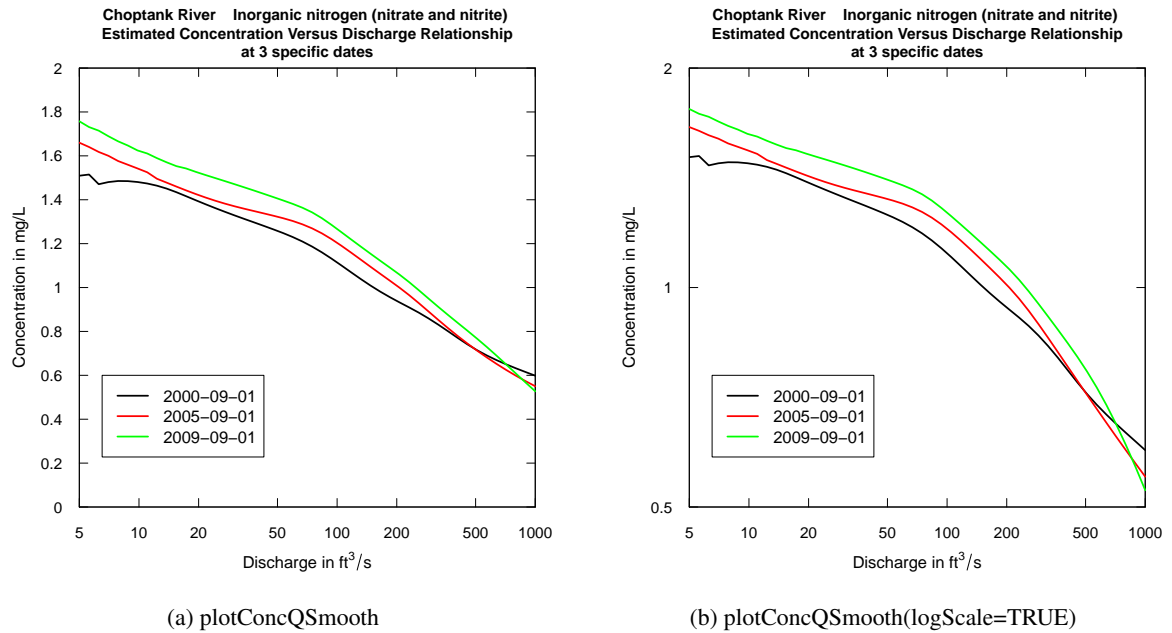 Choptank River Inorganic nitrogen (nitrate and nitrite)
Estimated Concentration Versus Discharge Relationship
at 3 specific dates
2
1.8
1.6
1.4
1.2
1
0.8
0.6
0.4
0.2
0
Concentration in mg/L
2000−09−01
2005−09−01
2009−09−01
5 10 20 50 100 200 500 1000
Discharge in ft³/s
(a) plotConcQSmooth
Choptank River Inorganic nitrogen (nitrate and nitrite)
Estimated Concentration Versus Discharge Relationship
at 3 specific dates
2
1
0.5
Concentration in mg/L
2000−09−01
2005−09−01
2009−09−01
5 10 20 50 100 200 500 1000
Discharge in ft³/s
(b) plotConcQSmooth(logScale=TRUE)